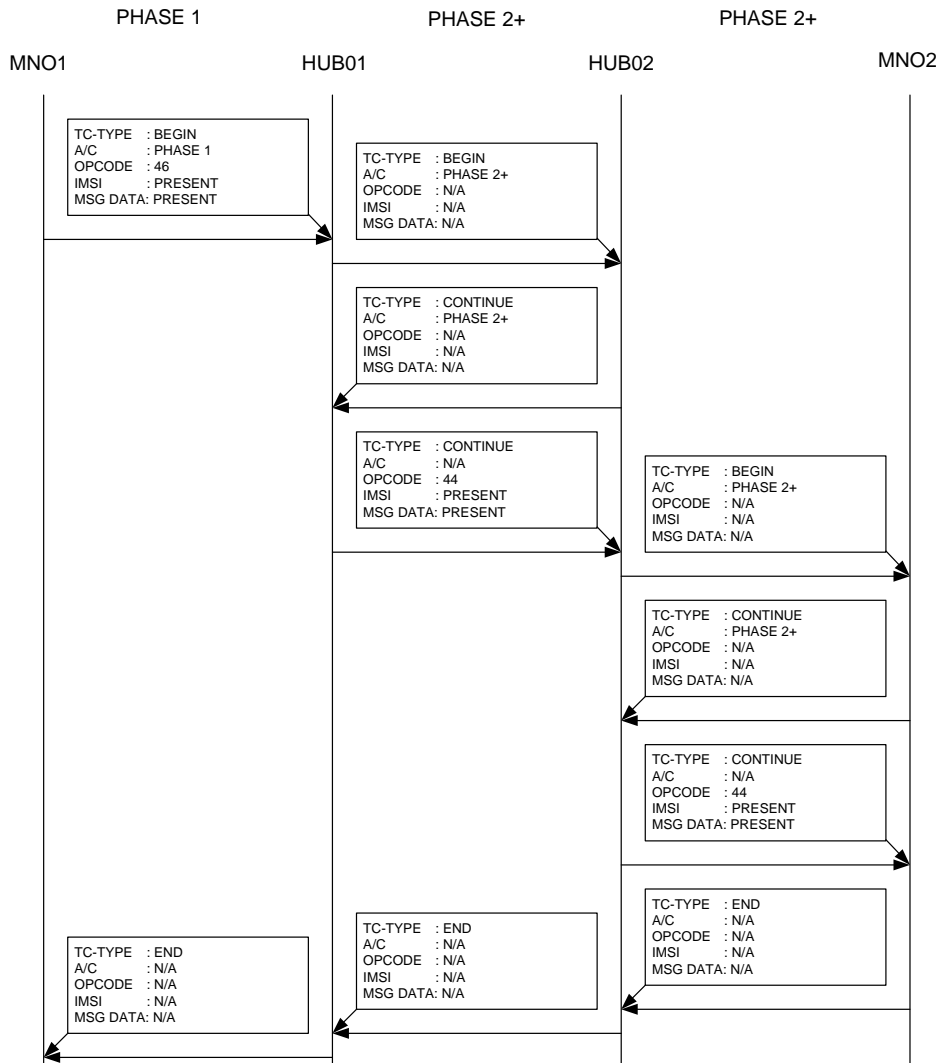 PHASE 1 PHASE 2+ PHASE 2+
MNO1 HUB01 HUB02 MNO2
TC-TYPE : BEGIN
A/C : PHASE 1
OPCODE : 46
IMSI : PRESENT
MSG DATA: PRESENT
TC-TYPE : BEGIN
A/C : PHASE 2+
OPCODE : N/A
IMSI : N/A
MSG DATA: N/A
TC-TYPE : CONTINUE
A/C : PHASE 2+
OPCODE : N/A
IMSI : N/A
MSG DATA: N/A
TC-TYPE : CONTINUE
A/C : N/A
OPCODE : 44
IMSI : PRESENT
MSG DATA: PRESENT
TC-TYPE : BEGIN
A/C : PHASE 2+
OPCODE : N/A
IMSI : N/A
MSG DATA: N/A
TC-TYPE : CONTINUE
A/C : PHASE 2+
OPCODE : N/A
IMSI : N/A
MSG DATA: N/A
TC-TYPE : CONTINUE
A/C : N/A
OPCODE : 44
IMSI : PRESENT
MSG DATA: PRESENT
TC-TYPE : END
A/C : N/A
OPCODE : N/A
IMSI : N/A
MSG DATA: N/A
TC-TYPE : END
A/C : N/A
OPCODE : N/A
IMSI : N/A
MSG DATA: N/A
TC-TYPE : END
A/C : N/A
OPCODE : N/A
IMSI : N/A
MSG DATA: N/A